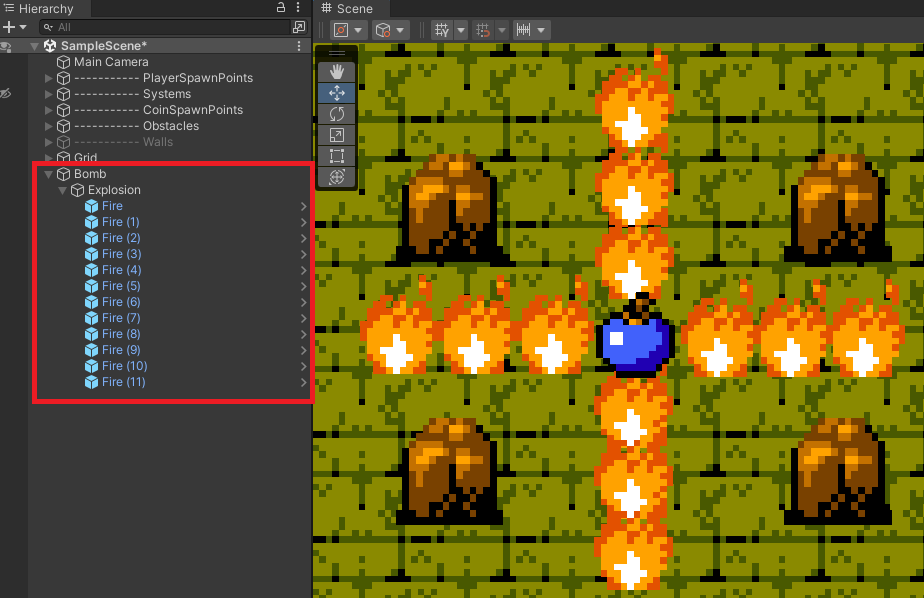 Hierarchy
All
SampleScene*
Main Camera
----------- PlayerSpawnPoints
----------- Systems
----------- CoinSpawnPoints
----------- Obstacles
----------- Walls
Grid
Bomb
Explosion
Fire
Fire (1)
Fire (2)
Fire (3)
Fire (4)
Fire (5)
Fire (6)
Fire (7)
Fire (8)
Fire (9)
Fire (10)
Fire (11)
Scene